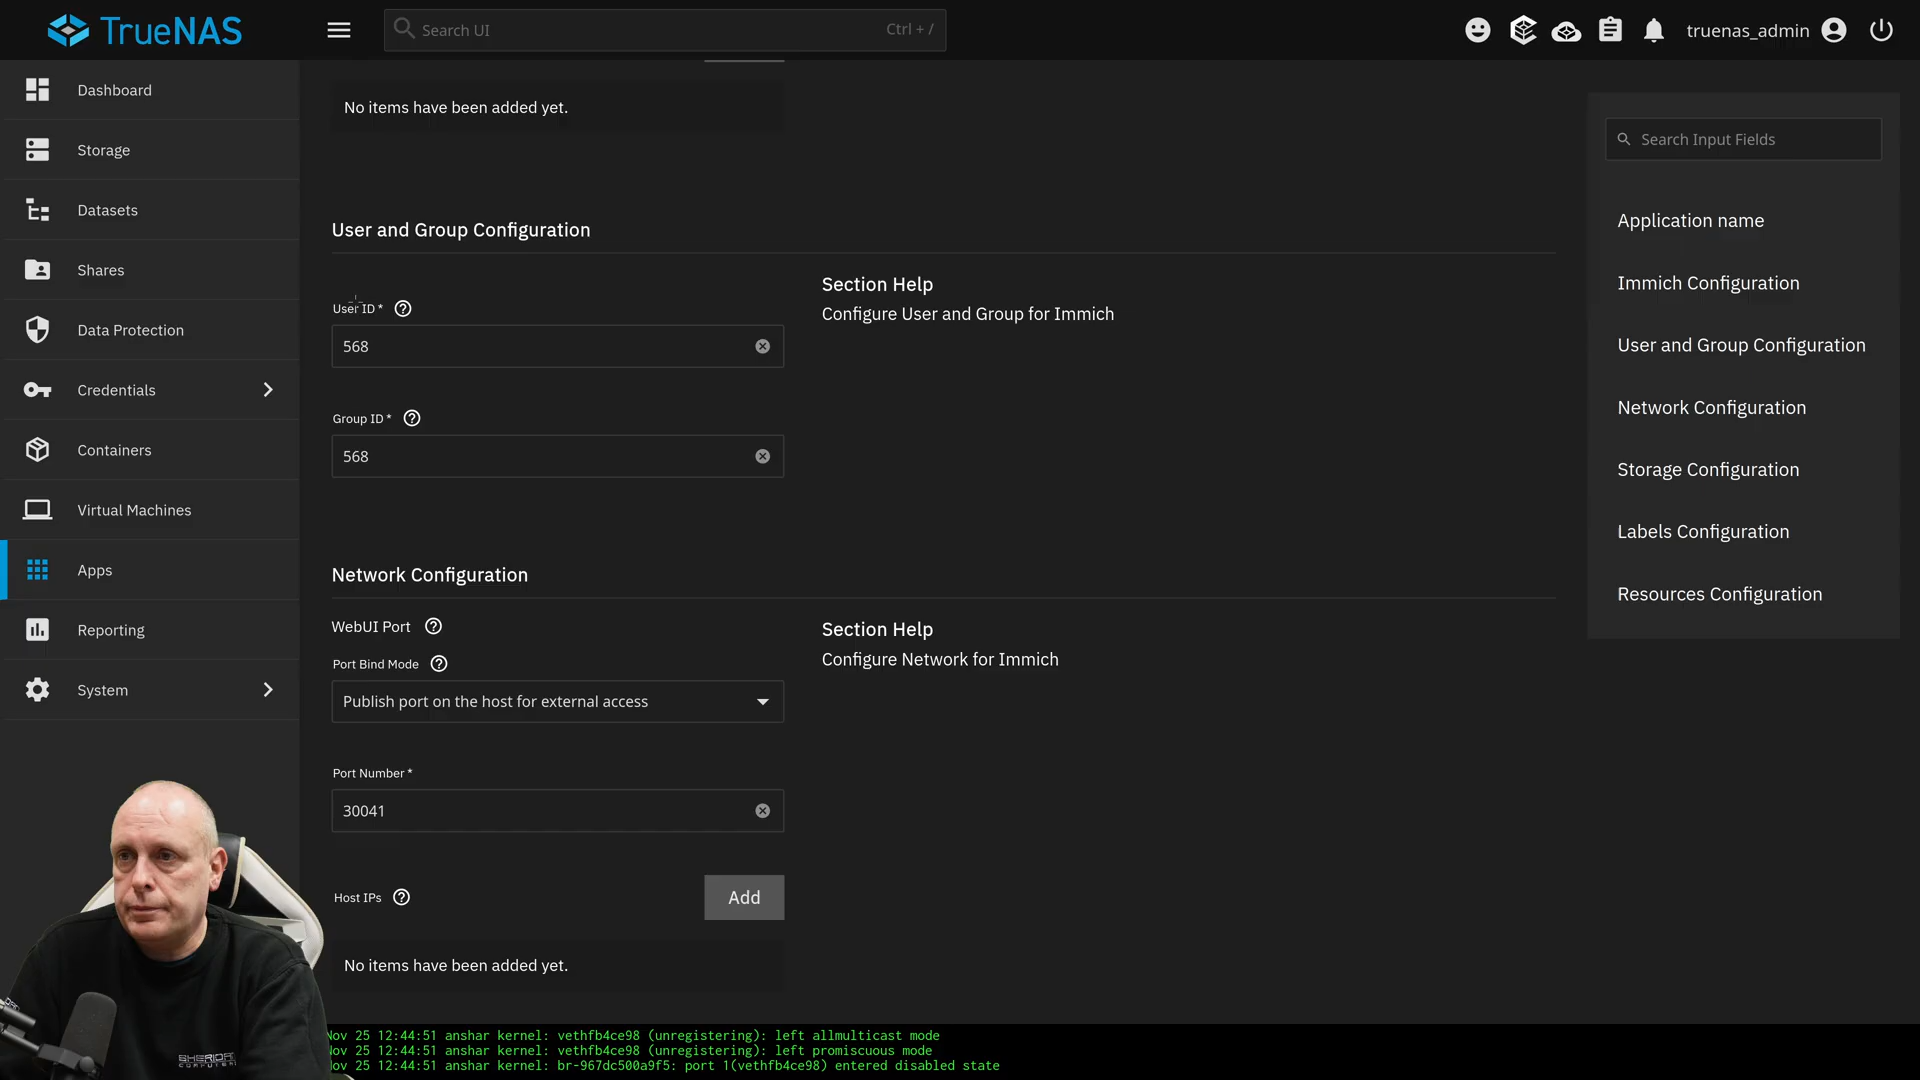 TrueNAS
Search UI
Ctrl + /
truenas_admin
Dashboard
Storage
Datasets
Shares
Data Protection
Credentials
Containers
Virtual Machines
Apps
Reporting
System
No items have been added yet.
User and Group Configuration
User ID *
568
Group ID *
568
Section Help
Configure User and Group for Immich
Network Configuration
WebUI Port
Port Bind Mode
Publish port on the host for external access
Port Number *
30041
Host IPs
Add
No items have been added yet.
Section Help
Configure Network for Immich
Search Input Fields
Application name
Immich Configuration
User and Group Configuration
Network Configuration
Storage Configuration
Labels Configuration
Resources Configuration
Nov 25 12:44:51 anshar kernel: vethfb4ce98 (unregistering): left allmulticast mode
Nov 25 12:44:51 anshar kernel: vethfb4ce98 (unregistering): left promiscuous mode
Nov 25 12:44:51 anshar kernel: br-967dc500a9f5: port 1(vethfb4ce98) entered disabled state